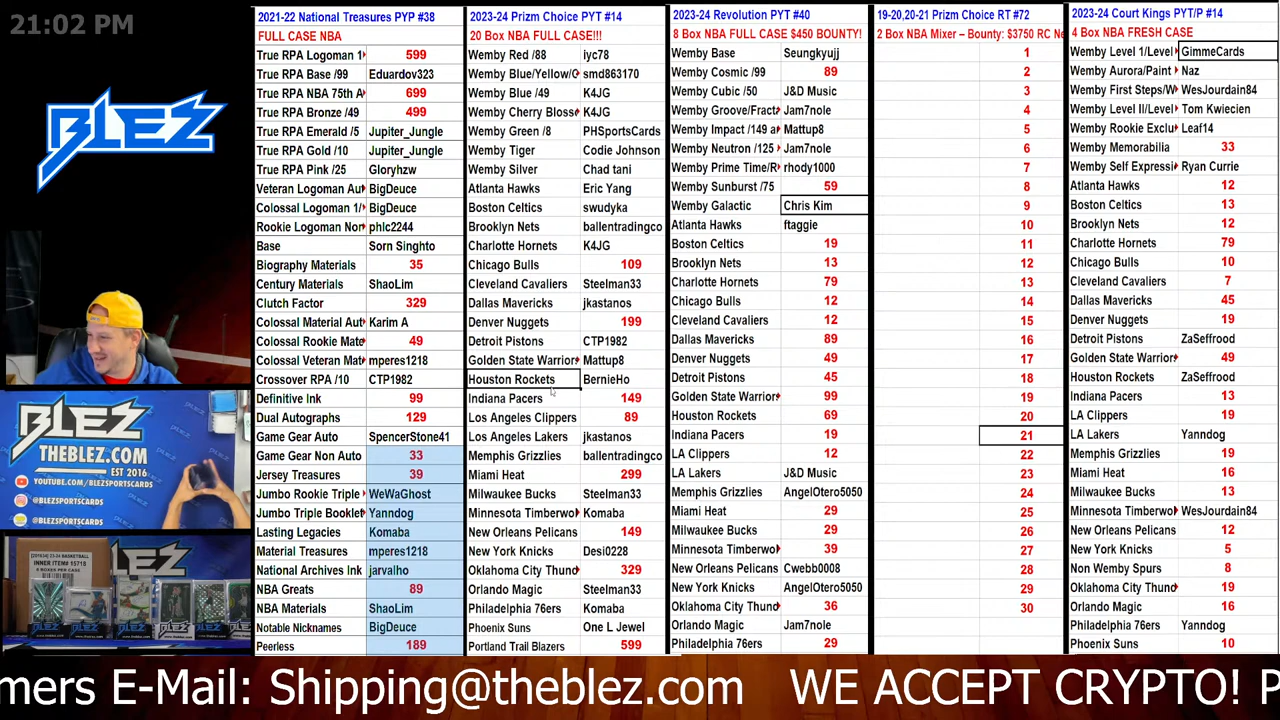 21:02 PM
BLEZ
BLEZ
THEBLEZ.COM
EST 2016
YOUTUBE.COM/BLEZSPORTSCARDS
@BLEZSPORTSCARDS
@BLEZSPORTSCARDS
INNER ITEM# 15718
2021-22 National Treasures PYP #38
FULL CASE NBA
True RPA Logoman 1 599
True RPA Base /99 Eduardov323
True RPA NBA 75th A 699
True RPA Bronze /49 499
True RPA Emerald /5 Jupiter_Jungle
True RPA Gold /10 Jupiter_Jungle
True RPA Pink /25 Gloryhzw
Veteran Logoman Au BigDeuce
Colossal Logoman 1/ BigDeuce
Rookie Logoman Non phlc2244
Base Sorn Singhto
Biography Materials 35
Century Materials ShaoLim
Clutch Factor 329
Colossal Material Aut Karim A
Colossal Rookie Mate 49
Colossal Veteran Mat mperes1218
Crossover RPA /10 CTP1982
Definitive Ink 99
Dual Autographs 129
Game Gear Auto SpencerStone41
Game Gear Non Auto 33
Jersey Treasures 39
Jumbo Rookie Triple WeWaGhost
Jumbo Triple Booklet Yanndog
Lasting Legacies Komaba
Material Treasures mperes1218
National Archives Ink jarvalho
NBA Greats 89
NBA Materials ShaoLim
Notable Nicknames BigDeuce
Peerless 189
2023-24 Prizm Choice PYT #14
20 Box NBA FULL CASE!!!
Wemby Red /88 iyc78
Wemby Blue/Yellow/G smd863170
Wemby Blue /49 K4JG
Wemby Cherry Blosso K4JG
Wemby Green /8 PHSportsCards
Wemby Tiger Codie Johnson
Wemby Silver Chad tani
Atlanta Hawks Eric Yang
Boston Celtics swudyka
Brooklyn Nets ballentradingco
Charlotte Hornets K4JG
Chicago Bulls 109
Cleveland Cavaliers Steelman33
Dallas Mavericks jkastanos
Denver Nuggets 199
Detroit Pistons CTP1982
Golden State Warrior Mattup8
Houston Rockets BernieHo
Indiana Pacers 149
Los Angeles Clippers 89
Los Angeles Lakers jkastanos
Memphis Grizzlies ballentradingco
Miami Heat 299
Milwaukee Bucks Steelman33
Minnesota Timberwo Komaba
New Orleans Pelicans 149
New York Knicks Desi0228
Oklahoma City Thund 329
Orlando Magic Steelman33
Philadelphia 76ers Komaba
Phoenix Suns One L Jewel
Portland Trail Blazers 599
2023-24 Revolution PYT #40
8 Box NBA FULL CASE $450 BOUNTY!
Wemby Base Seungkyujj
Wemby Cosmic /99 89
Wemby Cubic /50 J&D Music
Wemby Groove/Fract Jam7nole
Wemby Impact /149 a Mattup8
Wemby Neutron /125 Jam7nole
Wemby Prime Time/R rhody1000
Wemby Sunburst /75 59
Wemby Galactic Chris Kim
Atlanta Hawks ftaggie
Boston Celtics 19
Brooklyn Nets 13
Charlotte Hornets 79
Chicago Bulls 12
Cleveland Cavaliers 12
Dallas Mavericks 89
Denver Nuggets 49
Detroit Pistons 45
Golden State Warrior 99
Houston Rockets 69
Indiana Pacers 19
LA Clippers 12
LA Lakers J&D Music
Memphis Grizzlies AngelOtero5050
Miami Heat 29
Milwaukee Bucks 29
Minnesota Timberwo 39
New Orleans Pelicans Cwebb0008
New York Knicks AngelOtero5050
Oklahoma City Thund 36
Orlando Magic Jam7nole
Philadelphia 76ers 29
19-20,20-21 Prizm Choice RT #72
2 Box NBA Mixer – Bounty: $3750 RC Ne
1
2
3
4
5
6
7
8
9
10
11
12
13
14
15
16
17
18
19
20
21
22
23
24
25
26
27
28
29
30
2023-24 Court Kings PYT/P #14
4 Box NBA FRESH CASE
Wemby Level 1/Level GimmeCards
Wemby Aurora/Paint Naz
Wemby First Steps/W WesJourdain84
Wemby Level II/Level Tom Kwiecien
Wemby Rookie Exclu Leaf14
Wemby Memorabilia 33
Wemby Self Expressi Ryan Currie
Atlanta Hawks 12
Boston Celtics 13
Brooklyn Nets 12
Charlotte Hornets 79
Chicago Bulls 10
Cleveland Cavaliers 7
Dallas Mavericks 45
Denver Nuggets 19
Detroit Pistons ZaSeffrood
Golden State Warrior 49
Houston Rockets ZaSeffrood
Indiana Pacers 13
LA Clippers 19
LA Lakers Yanndog
Memphis Grizzlies 19
Miami Heat 16
Milwaukee Bucks 13
Minnesota Timberwo WesJourdain84
New Orleans Pelicans 12
New York Knicks 5
Non Wemby Spurs 8
Oklahoma City Thund 19
Orlando Magic 16
Philadelphia 76ers Yanndog
Phoenix Suns 10
mers E-Mail: Shipping@theblez.com WE ACCEPT CRYPTO! P